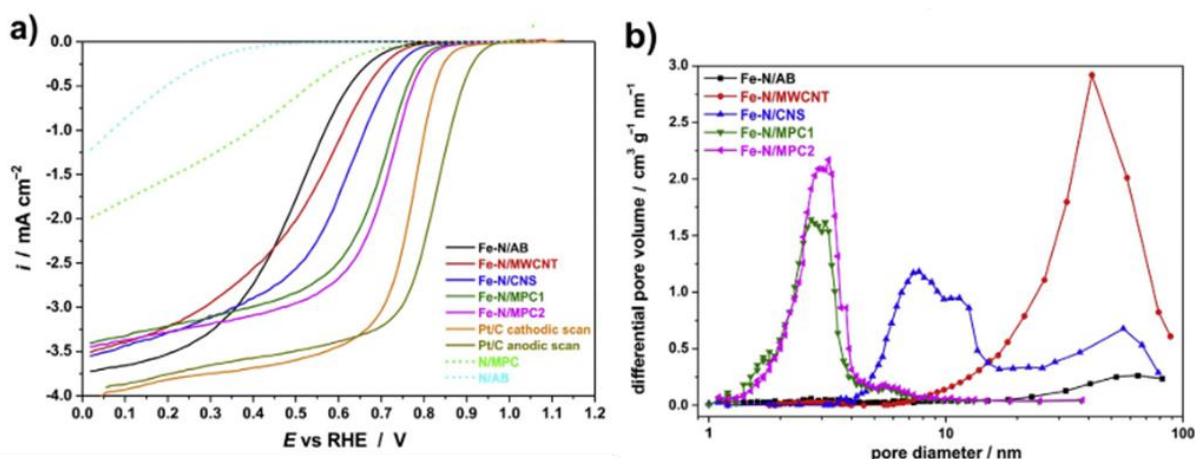 a)
0.0
-0.5
-1.0
-1.5
-2.0
-2.5
-3.0
-3.5
-4.0
i / mA cm⁻²
Fe-N/AB
Fe-N/MWCNT
Fe-N/CNS
Fe-N/MPC1
Fe-N/MPC2
Pt/C cathodic scan
Pt/C anodic scan
N/MPC
N/AB
0.0 0.1 0.2 0.3 0.4 0.5 0.6 0.7 0.8 0.9 1.0 1.1 1.2
E vs RHE / V
b)
3.0
2.5
2.0
1.5
1.0
0.5
0.0
differential pore volume / cm³ g⁻¹ nm⁻¹
Fe-N/AB
Fe-N/MWCNT
Fe-N/CNS
Fe-N/MPC1
Fe-N/MPC2
1 10 100
pore diameter / nm